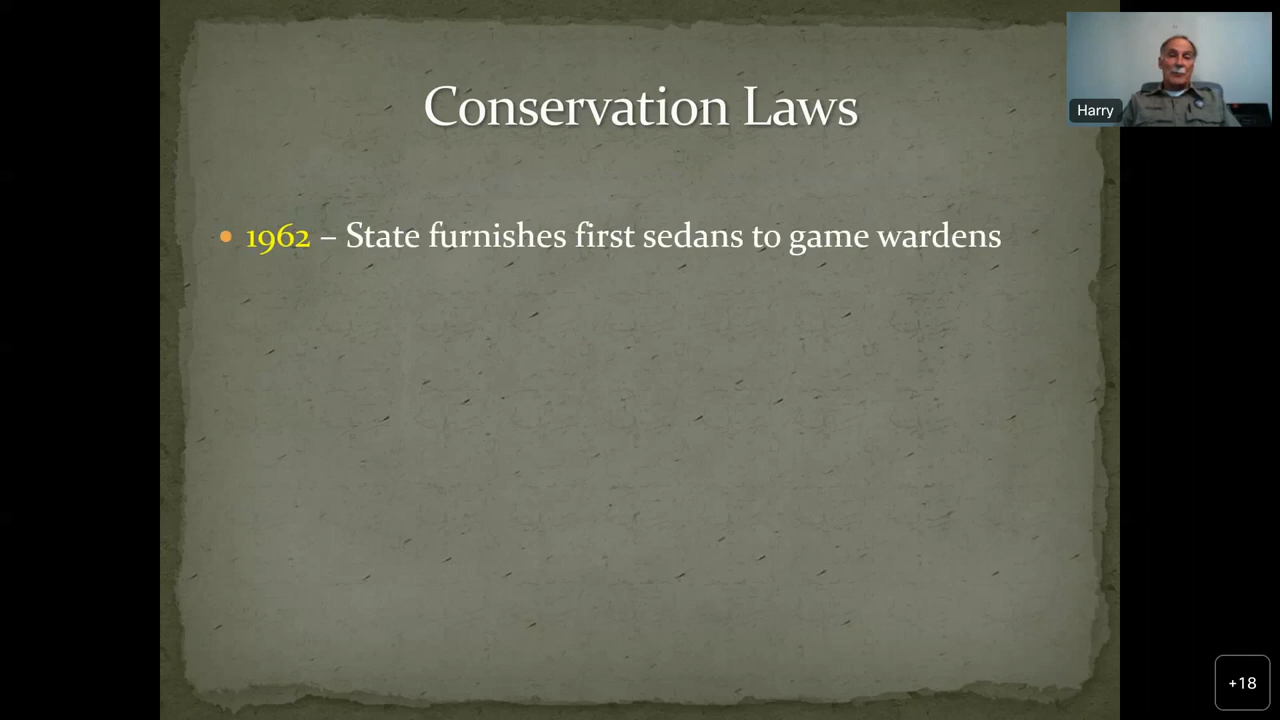 Conservation Laws
Harry
1962 – State furnishes first sedans to game wardens
+18